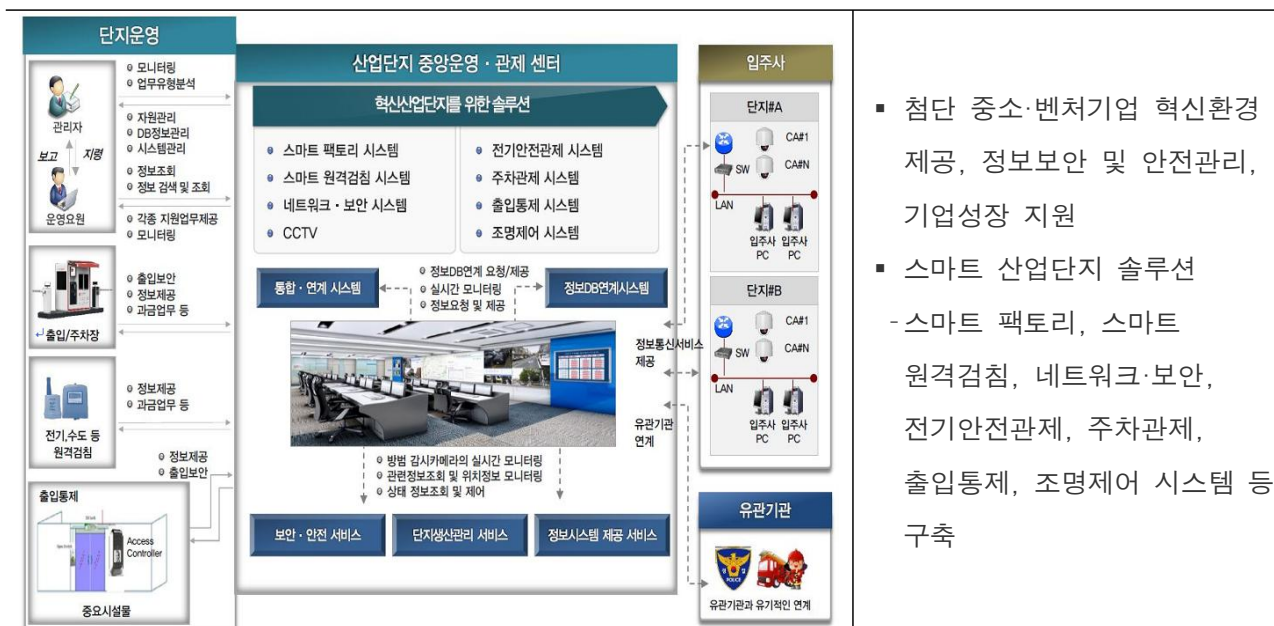 단지운영
모니터링
업무유형분석
관리자
자원관리
DB정보관리
시스템관리
보고 지령
정보조회
정보 검색 및 조회
운영요원
각종 지원업무제공
모니터링
출입보안
정보제공
과금업무 등
출입/주차장
정보제공
과금업무 등
전기,수도 등
원격검침
정보제공
출입보안
출입통제
Access
Controller
중요시설물
산업단지 중앙운영 · 관제 센터
혁신산업단지를 위한 솔루션
스마트 팩토리 시스템
스마트 원격검침 시스템
네트워크 · 보안 시스템
CCTV
전기안전관제 시스템
주차관제 시스템
출입통제 시스템
조명제어 시스템
통합 · 연계 시스템
정보DB연계 요청/제공
실시간 모니터링
정보요청 및 제공
정보DB연계시스템
정보통신서비스
제공
유관기관
연계
방범 감시카메라의 실시간 모니터링
관련정보조회 및 위치정보 모니터링
상태 정보조회 및 제어
보안 · 안전 서비스
단지생산관리 서비스
정보시스템 제공 서비스
입주사
단지#A
CA#1
SW
CA#N
LAN
입주사 입주사
PC PC
단지#B
CA#1
SW
CA#N
LAN
입주사 입주사
PC PC
유관기관
POLICE
유관기관과 유기적인 연계
▪ 첨단 중소·벤처기업 혁신환경
제공, 정보보안 및 안전관리,
기업성장 지원
▪ 스마트 산업단지 솔루션
-스마트 팩토리, 스마트
원격검침, 네트워크·보안,
전기안전관제, 주차관제,
출입통제, 조명제어 시스템 등
구축